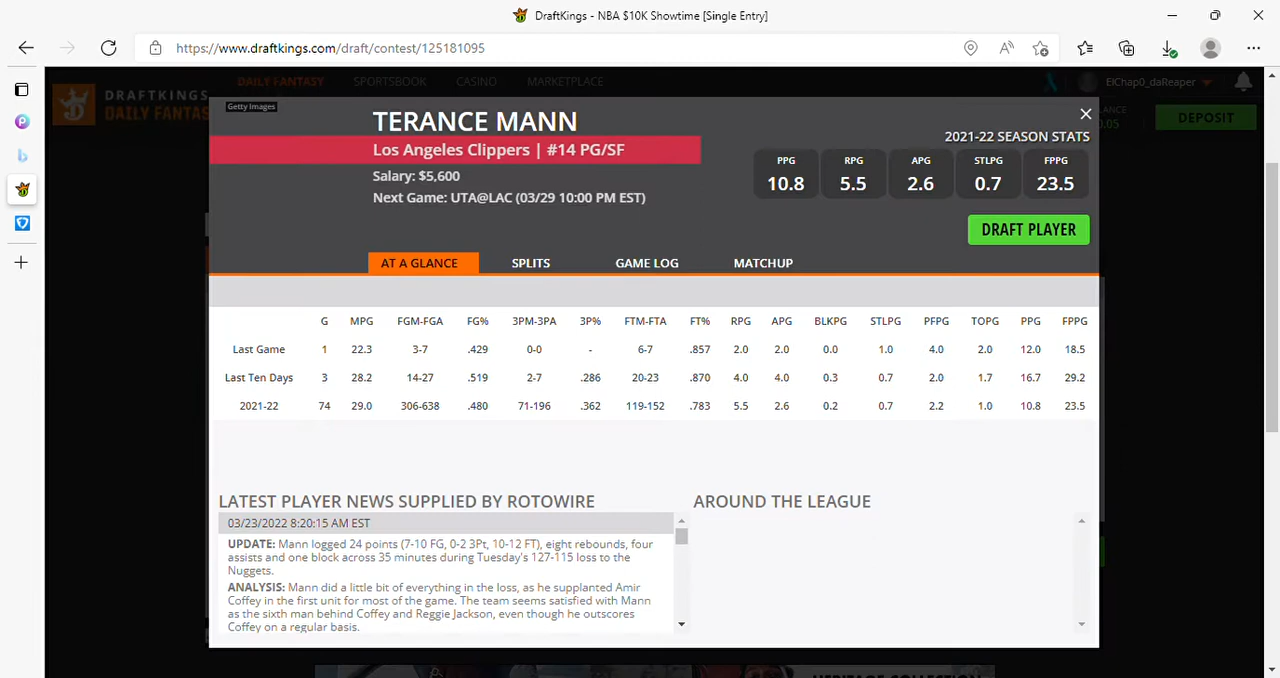 DraftKings - NBA $10K Showtime [Single Entry]
https://www.draftkings.com/draft/contest/125181095
DAILY FANTASY SPORTSBOOK CASINO MARKETPLACE
ElChap0_daReaper
DRAFTKINGS
DAILY FANTAS
DEPOSIT
Getty Images
TERANCE MANN
Los Angeles Clippers | #14 PG/SF
Salary: $5,600
Next Game: UTA@LAC (03/29 10:00 PM EST)
2021-22 SEASON STATS
PPG RPG APG STLPG FPPG
10.8 5.5 2.6 0.7 23.5
DRAFT PLAYER
AT A GLANCE SPLITS GAME LOG MATCHUP
G MPG FGM-FGA FG% 3PM-3PA 3P% FTM-FTA FT% RPG APG BLKPG STLPG PFPG TOPG PPG FPPG
Last Game 1 22.3 3-7 .429 0-0 - 6-7 .857 2.0 2.0 0.0 1.0 4.0 2.0 12.0 18.5
Last Ten Days 3 28.2 14-27 .519 2-7 .286 20-23 .870 4.0 4.0 0.3 0.7 2.0 1.7 16.7 29.2
2021-22 74 29.0 306-638 .480 71-196 .362 119-152 .783 5.5 2.6 0.2 0.7 2.2 1.0 10.8 23.5
LATEST PLAYER NEWS SUPPLIED BY ROTOWIRE
03/23/2022 8:20:15 AM EST
UPDATE: Mann logged 24 points (7-10 FG, 0-2 3Pt, 10-12 FT), eight rebounds, four
assists and one block across 35 minutes during Tuesday's 127-115 loss to the
Nuggets.
ANALYSIS: Mann did a little bit of everything in the loss, as he supplanted Amir
Coffey in the first unit for most of the game. The team seems satisfied with Mann
as the sixth man behind Coffey and Reggie Jackson, even though he outscores
Coffey on a regular basis.
AROUND THE LEAGUE